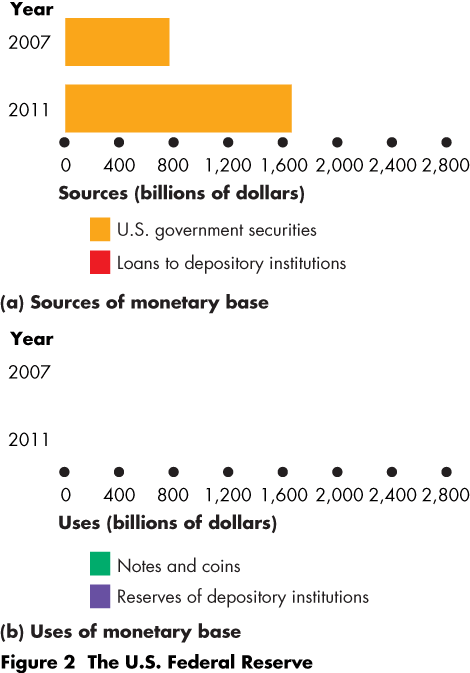 Year
2007
2011
0 400 800 1,200 1,600 2,000 2,400 2,800
Sources (billions of dollars)
U.S. government securities
Loans to depository institutions
(a) Sources of monetary base
Year
2007
2011
0 400 800 1,200 1,600 2,000 2,400 2,800
Uses (billions of dollars)
Notes and coins
Reserves of depository institutions
(b) Uses of monetary base
Figure 2 The U.S. Federal Reserve